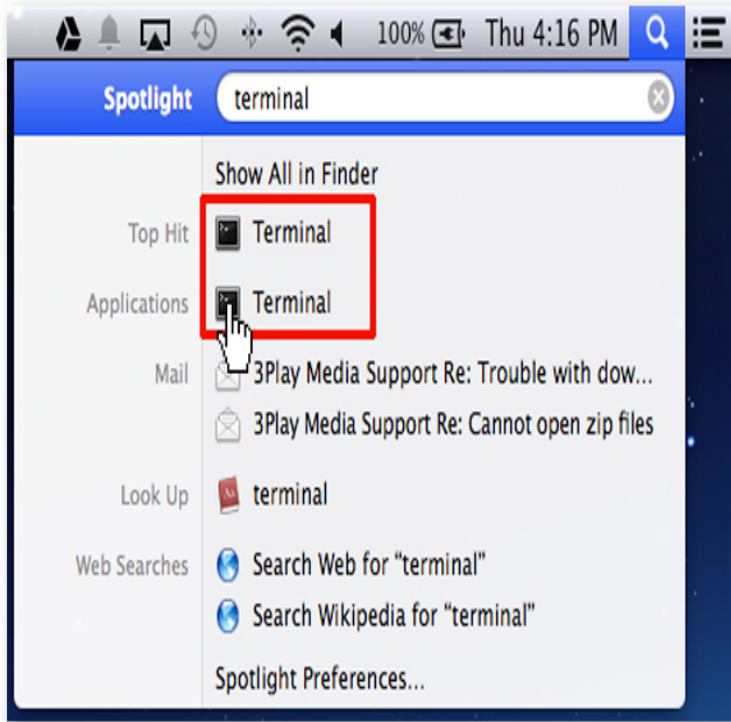 100% Thu 4:16 PM
Spotlight terminal
Show All in Finder
Top Hit Terminal
Applications Terminal
Mail 3Play Media Support Re: Trouble with dow...
3Play Media Support Re: Cannot open zip files
Look Up terminal
Web Searches Search Web for “terminal”
Search Wikipedia for “terminal”
Spotlight Preferences...